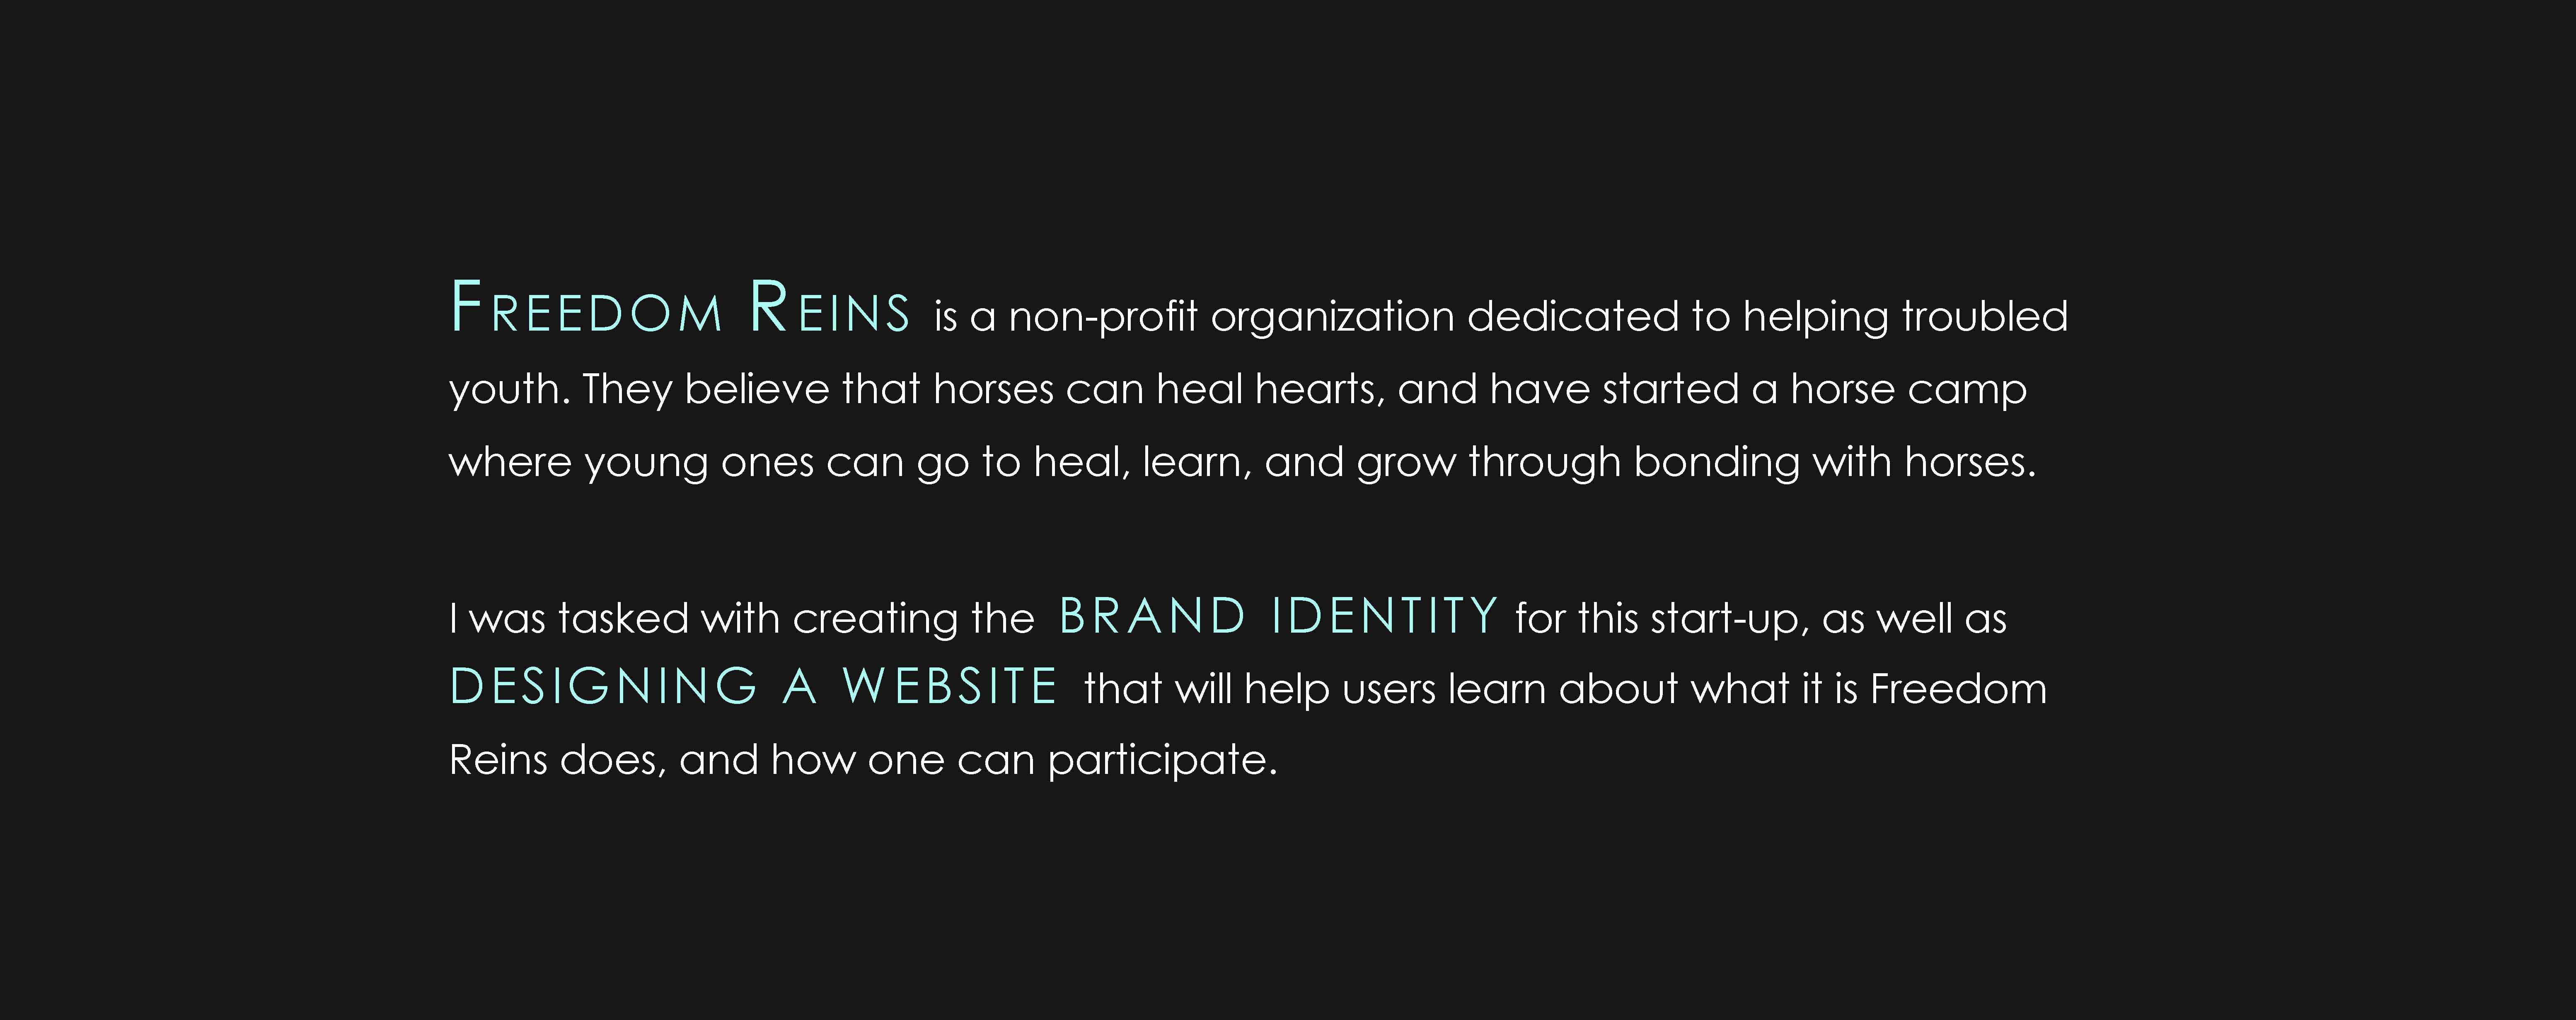 FREEDOM REINS is a non-profit organization dedicated to helping troubled
youth. They believe that horses can heal hearts, and have started a horse camp
where young ones can go to heal, learn, and grow through bonding with horses.
I was tasked with creating the BRAND IDENTITY for this start-up, as well as
DESIGNING A WEBSITE that will help users learn about what it is Freedom
Reins does, and how one can participate.